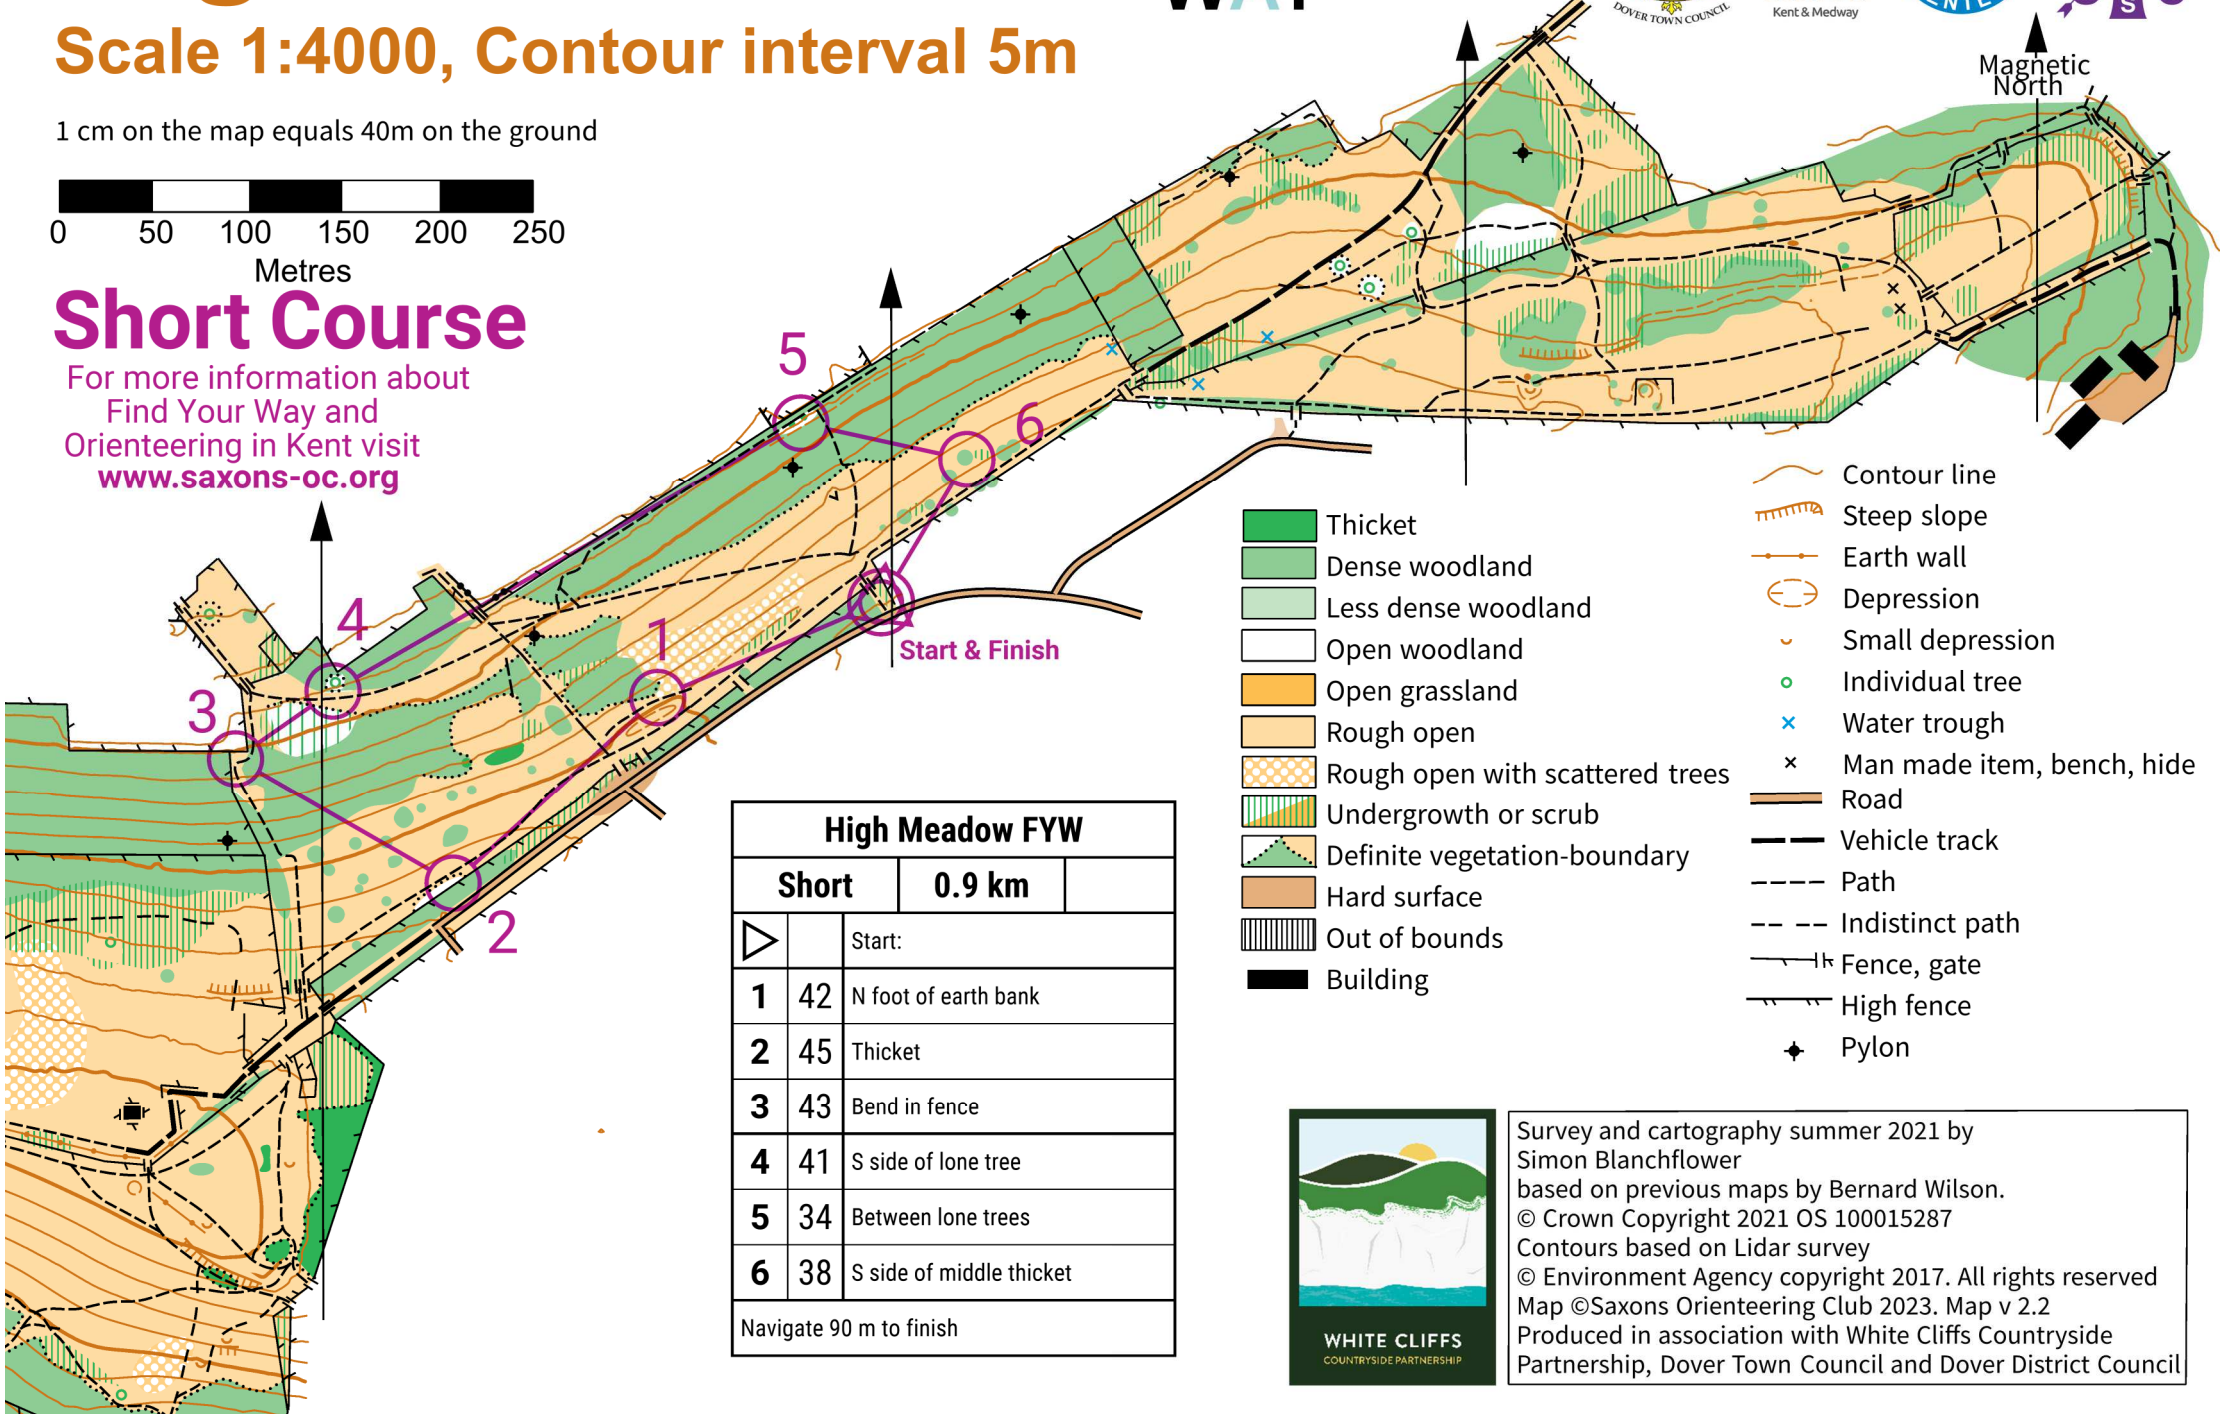 Scale 1:4000, Contour interval 5m
DOVER TOWN COUNCIL
Kent & Medway
S
1 cm on the map equals 40m on the ground
0 50 100 150 200 250
Metres
Short Course
For more information about
Find Your Way and
Orienteering in Kent visit
www.saxons-oc.org
Magnetic
North
5
6
4
1
3
2
Start & Finish
High Meadow FYW
Short 0.9 km
Start:
1 42 N foot of earth bank
2 45 Thicket
3 43 Bend in fence
4 41 S side of lone tree
5 34 Between lone trees
6 38 S side of middle thicket
Navigate 90 m to finish
Thicket
Dense woodland
Less dense woodland
Open woodland
Open grassland
Rough open
Rough open with scattered trees
Undergrowth or scrub
Definite vegetation-boundary
Hard surface
Out of bounds
Building
Contour line
Steep slope
Earth wall
Depression
Small depression
Individual tree
Water trough
Man made item, bench, hide
Road
Vehicle track
Path
Indistinct path
Fence, gate
High fence
Pylon
WHITE CLIFFS
COUNTRYSIDE PARTNERSHIP
Survey and cartography summer 2021 by
Simon Blanchflower
based on previous maps by Bernard Wilson.
© Crown Copyright 2021 OS 100015287
Contours based on Lidar survey
© Environment Agency copyright 2017. All rights reserved
Map ©Saxons Orienteering Club 2023. Map v 2.2
Produced in association with White Cliffs Countryside
Partnership, Dover Town Council and Dover District Council